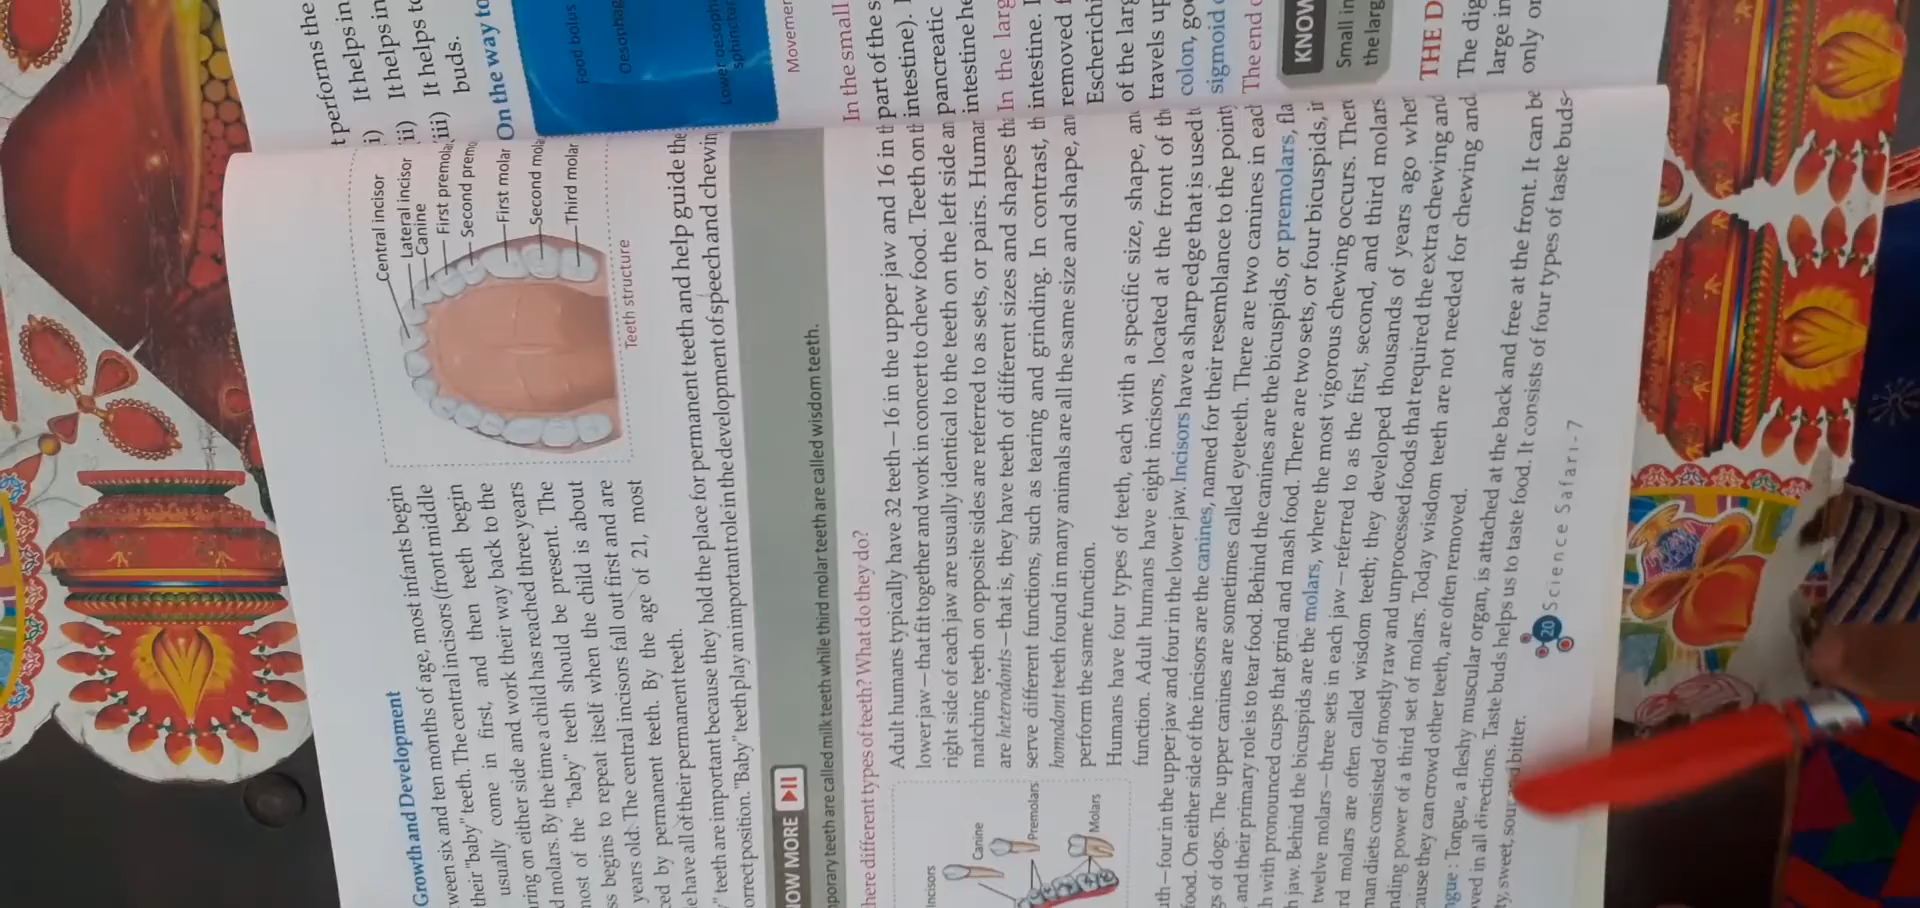 Growth and Development
ween six and ten months of age, most infants begin
their "baby" teeth. The central incisors (front middle
usually come in first, and then teeth begin
ring on either side and work their way back to the
d molars. By the time a child has reached three years
most of the "baby" teeth should be present. The
ss begins to repeat itself when the child is about
years old. The central incisors fall out first and are
ced by permanent teeth. By the age of 21, most
e have all of their permanent teeth.
" teeth are important because they hold the place for permanent teeth and help guide the
orrect position. "Baby" teeth play an important role in the development of speech and chewin
Central incisor
Lateral incisor
Canine
First premola
Second premo
First molar
Second mola
Third molar
Teeth structure
NOW MORE
mporary teeth are called milk teeth while third molar teeth are called wisdom teeth.
here different types of teeth? What do they do?
Adult humans typically have 32 teeth—16 in the upper jaw and 16 in th
lower jaw—that fit together and work in concert to chew food. Teeth on th
right side of each jaw are usually identical to the teeth on the left side an
matching teeth on opposite sides are referred to as sets, or pairs. Human
are heterodonts—that is, they have teeth of different sizes and shapes tha
serve different functions, such as tearing and grinding. In contrast, th
homodont teeth found in many animals are all the same size and shape, an
perform the same function.
Humans have four types of teeth, each with a specific size, shape, and
function. Adult humans have eight incisors, located at the front of the
uth—four in the upper jaw and four in the lower jaw. Incisors have a sharp edge that is used t
food. On either side of the incisors are the canines, named for their resemblance to the pointy
gs of dogs. The upper canines are sometimes called eyeteeth. There are two canines in each
, and their primary role is to tear food. Behind the canines are the bicuspids, or premolars, fla
h with pronounced cusps that grind and mash food. There are two sets, or four bicuspids, in
h jaw. Behind the bicuspids are the molars, where the most vigorous chewing occurs. There
twelve molars—three sets in each jaw—referred to as the first, second, and third molars
rd molars are often called wisdom teeth; they developed thousands of years ago when
man diets consisted of mostly raw and unprocessed foods that required the extra chewing and
nding power of a third set of molars. Today wisdom teeth are not needed for chewing and
ause they can crowd other teeth, are often removed.
ngue : Tongue, a fleshy muscular organ, is attached at the back and free at the front. It can be
ved in all directions. Taste buds helps us to taste food. It consists of four types of taste buds-
ty, sweet, sour and bitter.
Incisors
Canine
Premolars
Molars
20 Science Safari-7
t performs the
i) It helps in
ii) It helps in
iii) It helps to
buds.
On the way to
Food bolus
Oesophag
Lower oesoph
sphincter
Movemen
In the small
part of the s
intestine).
pancreatic
intestine he
In the larg
intestine.
removed f
Escherichi
of the larg
travels up
colon, go
sigmoid
The end o
KNOW
Small in
the larg
THE D
The dig
large in
only or